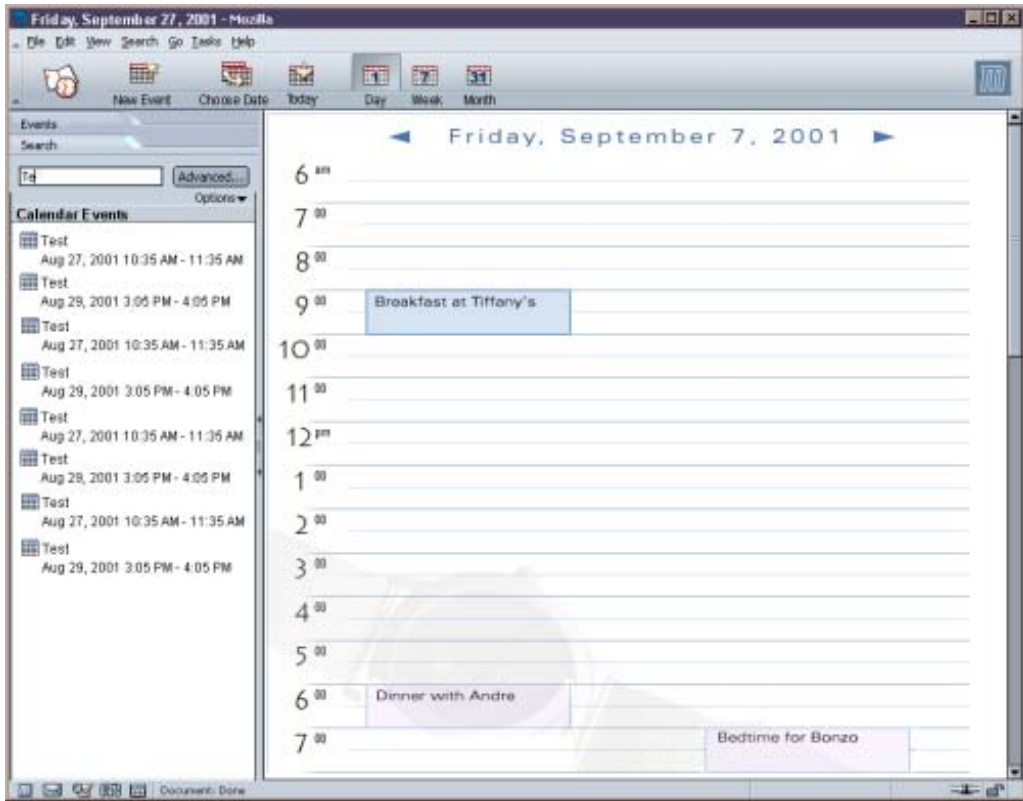 Friday, September 27, 2001 - Mozilla
File Edit View Search Go Tasks Help
New Event Choose Date Today Day Week Month
1 7 31
Events
Search
Te
Advanced...
Options
Calendar Events
Test
Aug 27, 2001 10:35 AM - 11:35 AM
Test
Aug 29, 2001 3:05 PM - 4:05 PM
Test
Aug 27, 2001 10:35 AM - 11:35 AM
Test
Aug 29, 2001 3:05 PM - 4:05 PM
Test
Aug 27, 2001 10:35 AM - 11:35 AM
Test
Aug 29, 2001 3:05 PM - 4:05 PM
Test
Aug 27, 2001 10:35 AM - 11:35 AM
Test
Aug 29, 2001 3:05 PM - 4:05 PM
Friday, September 7, 2001
6 am
7 00
8 00
9 00 Breakfast at Tiffany's
10 00
11 00
12 pm
1 00
2 00
3 00
4 00
5 00
6 00 Dinner with Andre
7 00 Bedtime for Bonzo
Document: Done